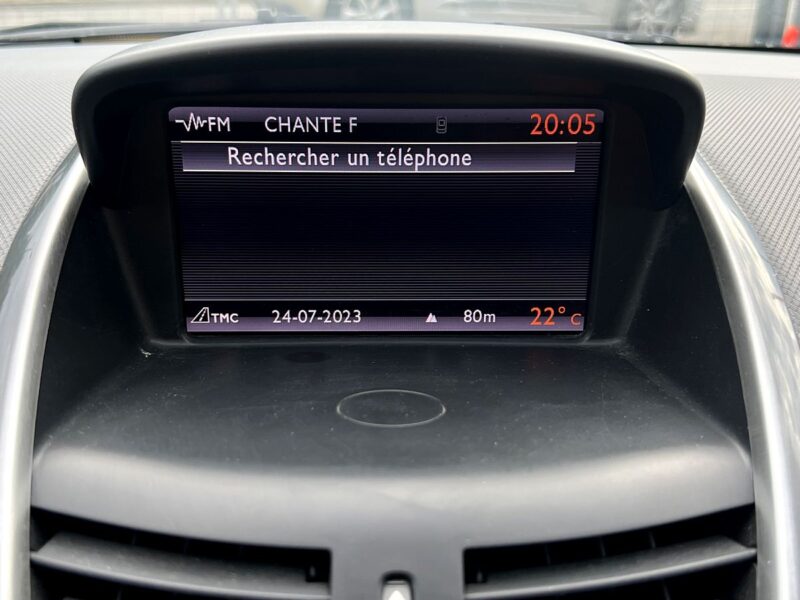 FM CHANTE F 20:05
Rechercher un téléphone
TMC 24-07-2023 80m 22° C